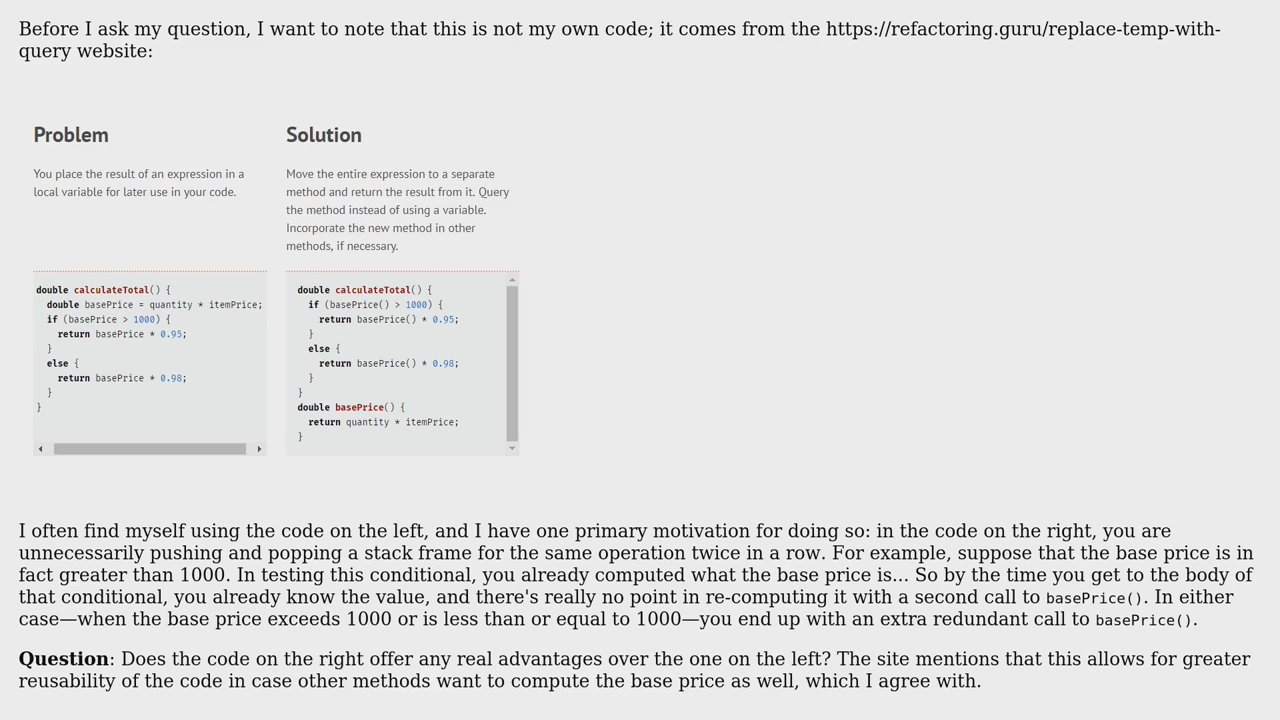 Before I ask my question, I want to note that this is not my own code; it comes from the https://refactoring.guru/replace-temp-with-
query website:
Problem
You place the result of an expression in a
local variable for later use in your code.
double calculateTotal() {
  double basePrice = quantity * itemPrice;
  if (basePrice > 1000) {
    return basePrice * 0.95;
  }
  else {
    return basePrice * 0.98;
  }
}
Solution
Move the entire expression to a separate
method and return the result from it. Query
the method instead of using a variable.
Incorporate the new method in other
methods, if necessary.
double calculateTotal() {
  if (basePrice() > 1000) {
    return basePrice() * 0.95;
  }
  else {
    return basePrice() * 0.98;
  }
}
double basePrice() {
  return quantity * itemPrice;
}
I often find myself using the code on the left, and I have one primary motivation for doing so: in the code on the right, you are
unnecessarily pushing and popping a stack frame for the same operation twice in a row. For example, suppose that the base price is in
fact greater than 1000. In testing this conditional, you already computed what the base price is... So by the time you get to the body of
that conditional, you already know the value, and there's really no point in re-computing it with a second call to basePrice(). In either
case—when the base price exceeds 1000 or is less than or equal to 1000—you end up with an extra redundant call to basePrice().
Question: Does the code on the right offer any real advantages over the one on the left? The site mentions that this allows for greater
reusability of the code in case other methods want to compute the base price as well, which I agree with.